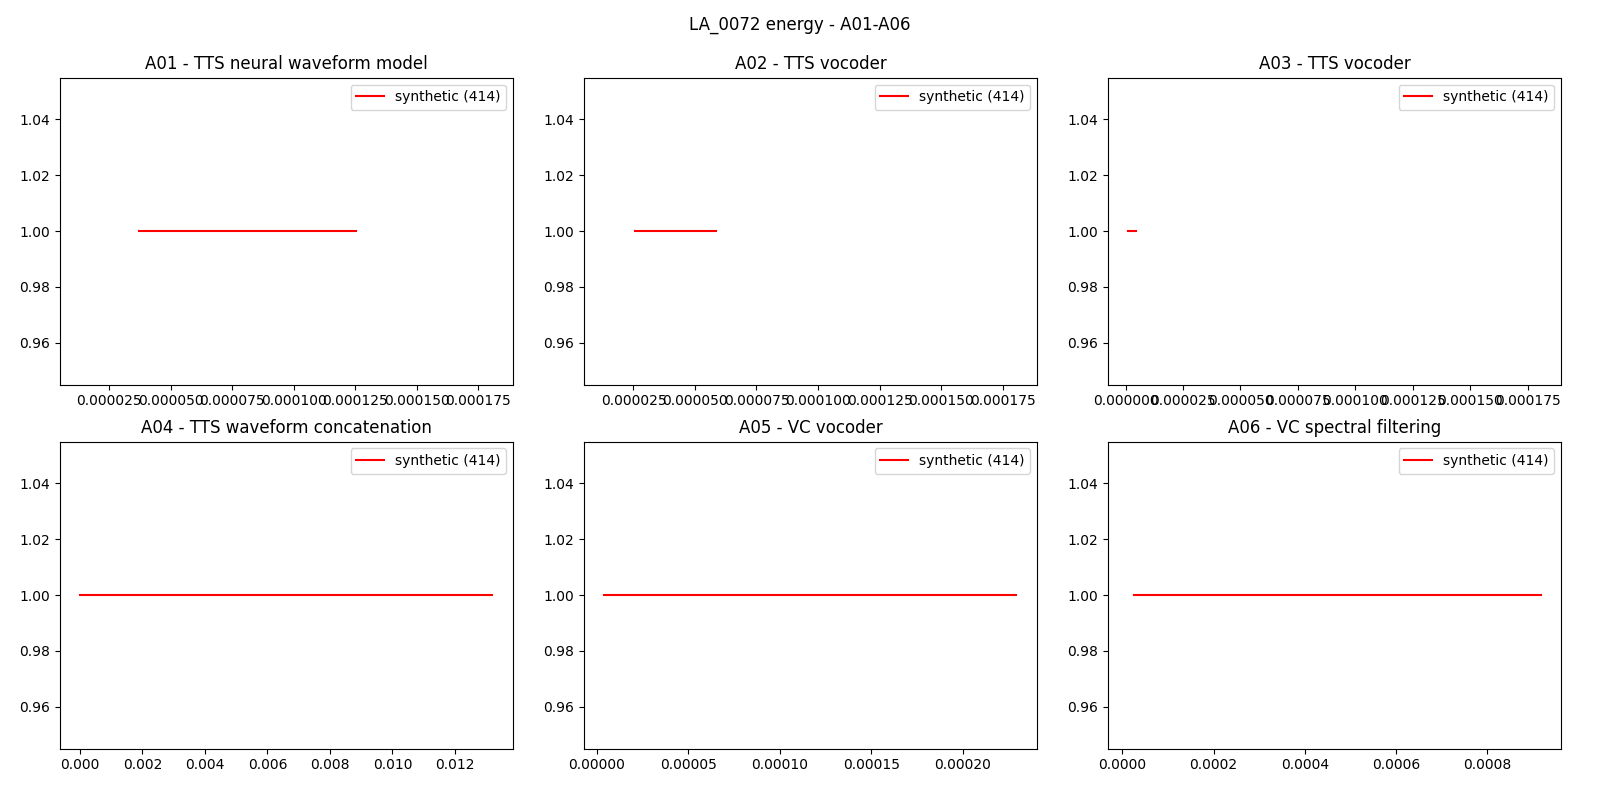 LA_0072 energy - A01-A06
A01 - TTS neural waveform model
A02 - TTS vocoder
A03 - TTS vocoder
synthetic (414)
synthetic (414)
synthetic (414)
1.04
1.02
1.00
0.98
0.96
1.04
1.02
1.00
0.98
0.96
1.04
1.02
1.00
0.98
0.96
0.000025 0.000050 0.000075 0.000100 0.000125 0.000150 0.000175
0.000025 0.000050 0.000075 0.000100 0.000125 0.000150 0.000175
0.000000 0.000025 0.000050 0.000075 0.000100 0.000125 0.000150 0.000175
A04 - TTS waveform concatenation
A05 - VC vocoder
A06 - VC spectral filtering
synthetic (414)
synthetic (414)
synthetic (414)
1.04
1.02
1.00
0.98
0.96
1.04
1.02
1.00
0.98
0.96
1.04
1.02
1.00
0.98
0.96
0.000 0.002 0.004 0.006 0.008 0.010 0.012
0.00000 0.00005 0.00010 0.00015 0.00020
0.0000 0.0002 0.0004 0.0006 0.0008